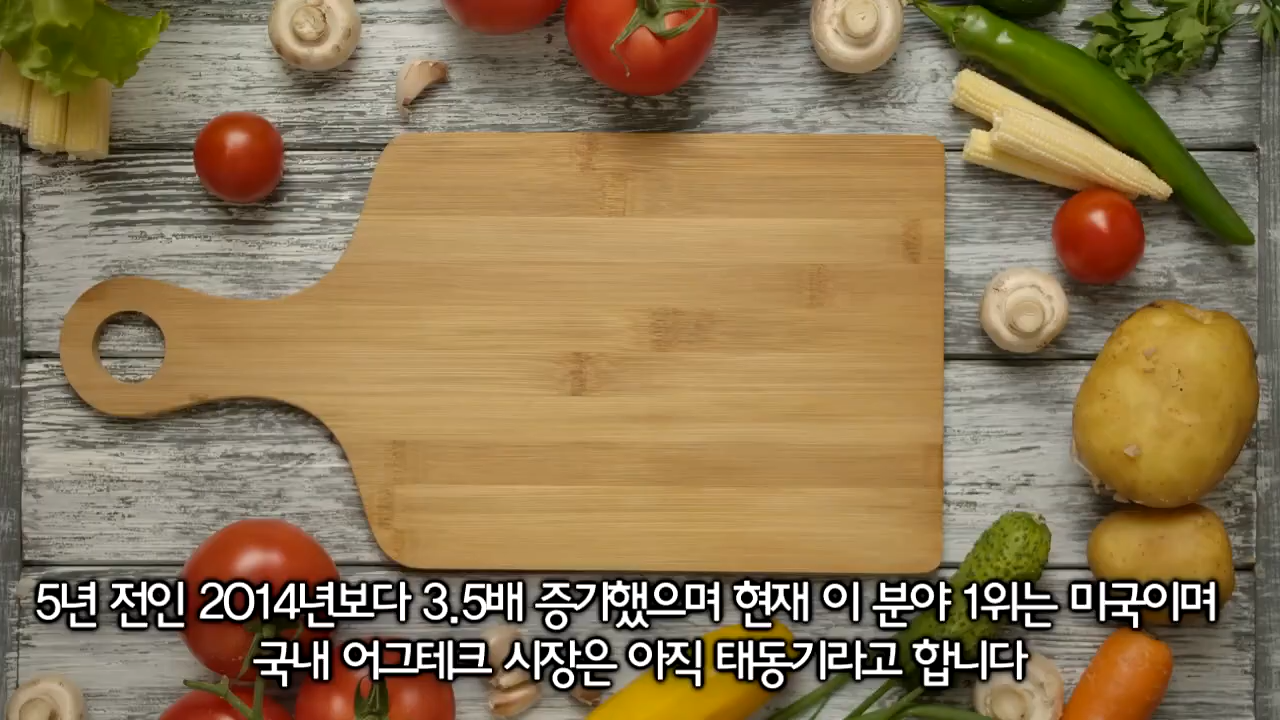 5년 전인 2014년보다 3.5배 증가했으며 현재 이 분야 1위는 미국이며
국내 어그테크 시장은 아직 태동기라고 합니다